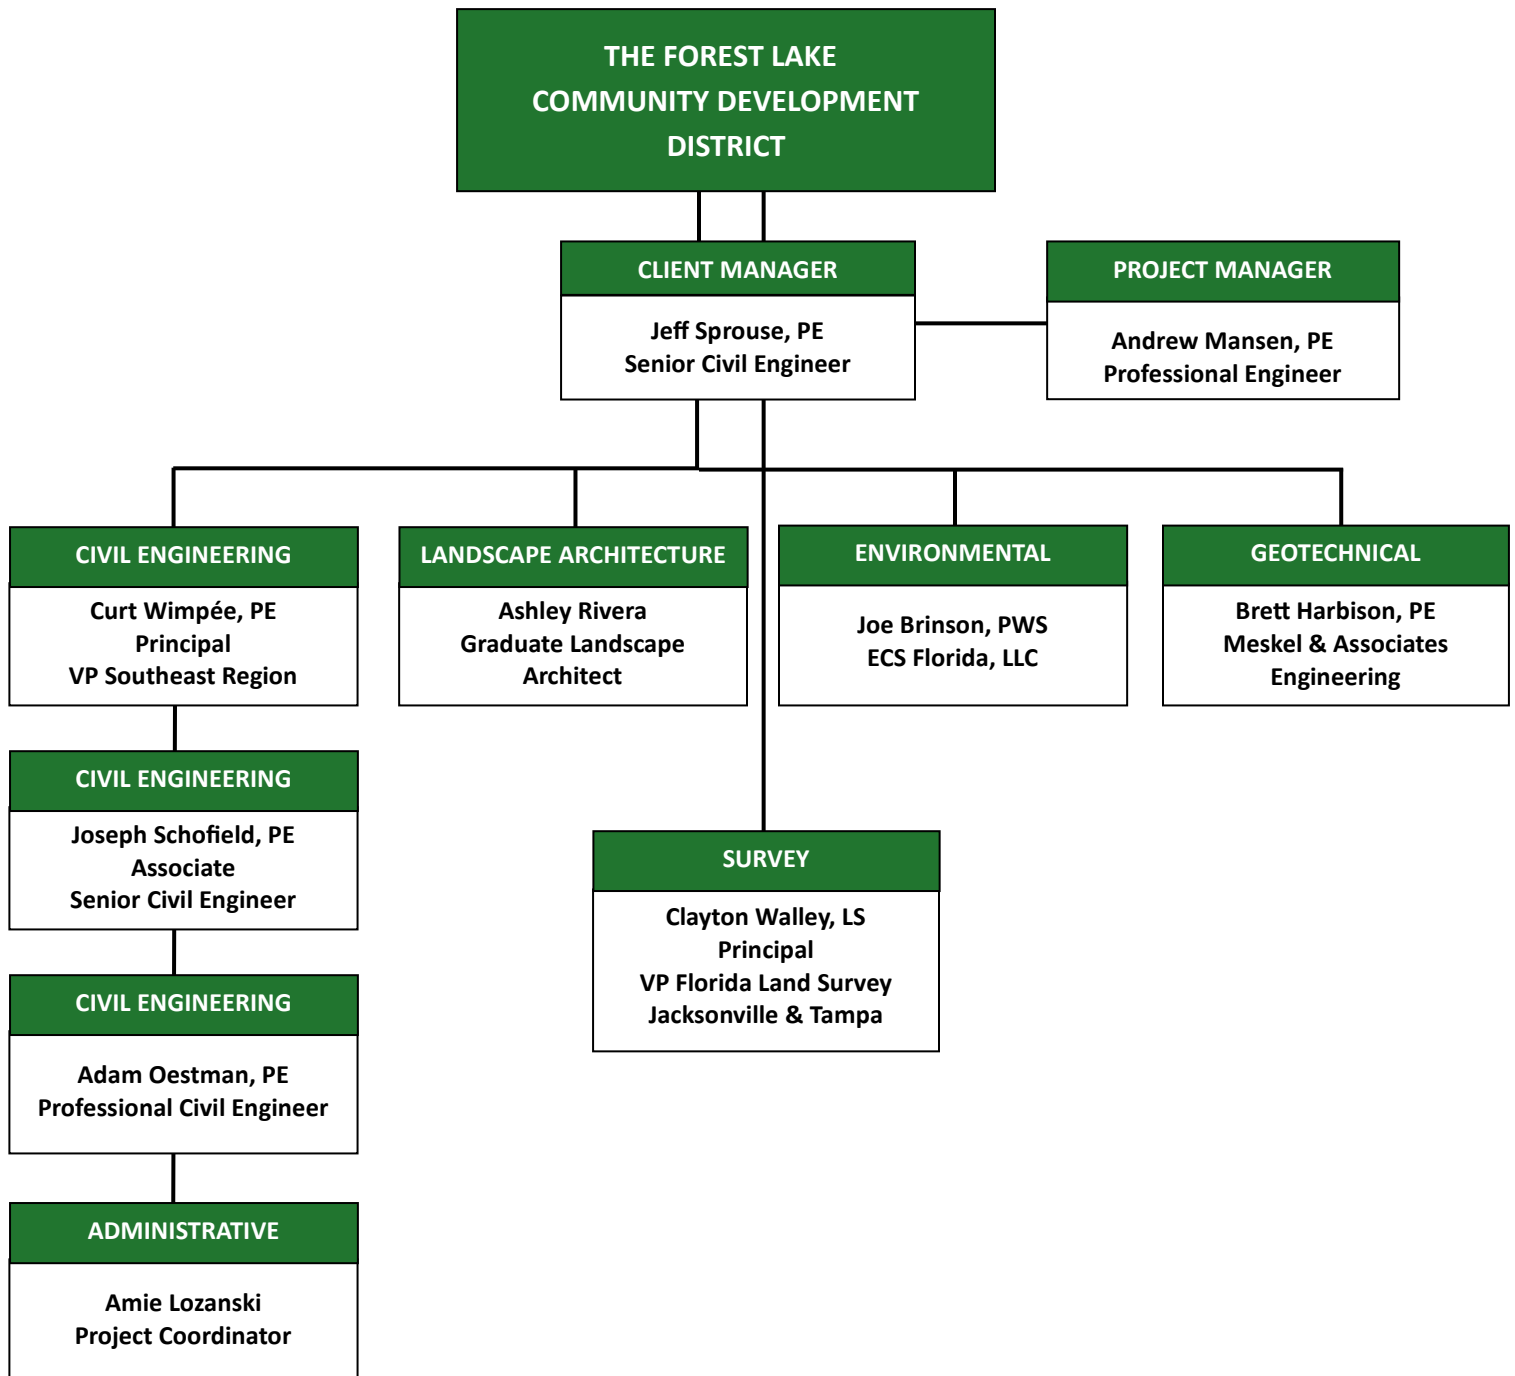 THE FOREST LAKE
COMMUNITY DEVELOPMENT
DISTRICT
CLIENT MANAGER
Jeff Sprouse, PE
Senior Civil Engineer
PROJECT MANAGER
Andrew Mansen, PE
Professional Engineer
CIVIL ENGINEERING
Curt Wimpée, PE
Principal
VP Southeast Region
LANDSCAPE ARCHITECTURE
Ashley Rivera
Graduate Landscape
Architect
ENVIRONMENTAL
Joe Brinson, PWS
ECS Florida, LLC
GEOTECHNICAL
Brett Harbison, PE
Meskel & Associates
Engineering
CIVIL ENGINEERING
Joseph Schofield, PE
Associate
Senior Civil Engineer
SURVEY
Clayton Walley, LS
Principal
VP Florida Land Survey
Jacksonville & Tampa
CIVIL ENGINEERING
Adam Oestman, PE
Professional Civil Engineer
ADMINISTRATIVE
Amie Lozanski
Project Coordinator